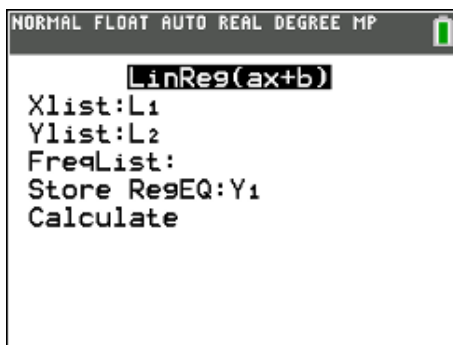 NORMAL FLOAT AUTO REAL DEGREE MP
LinReg(ax+b)
Xlist:L₁
Ylist:L₂
FreqList:
Store RegEQ:Y₁
Calculate